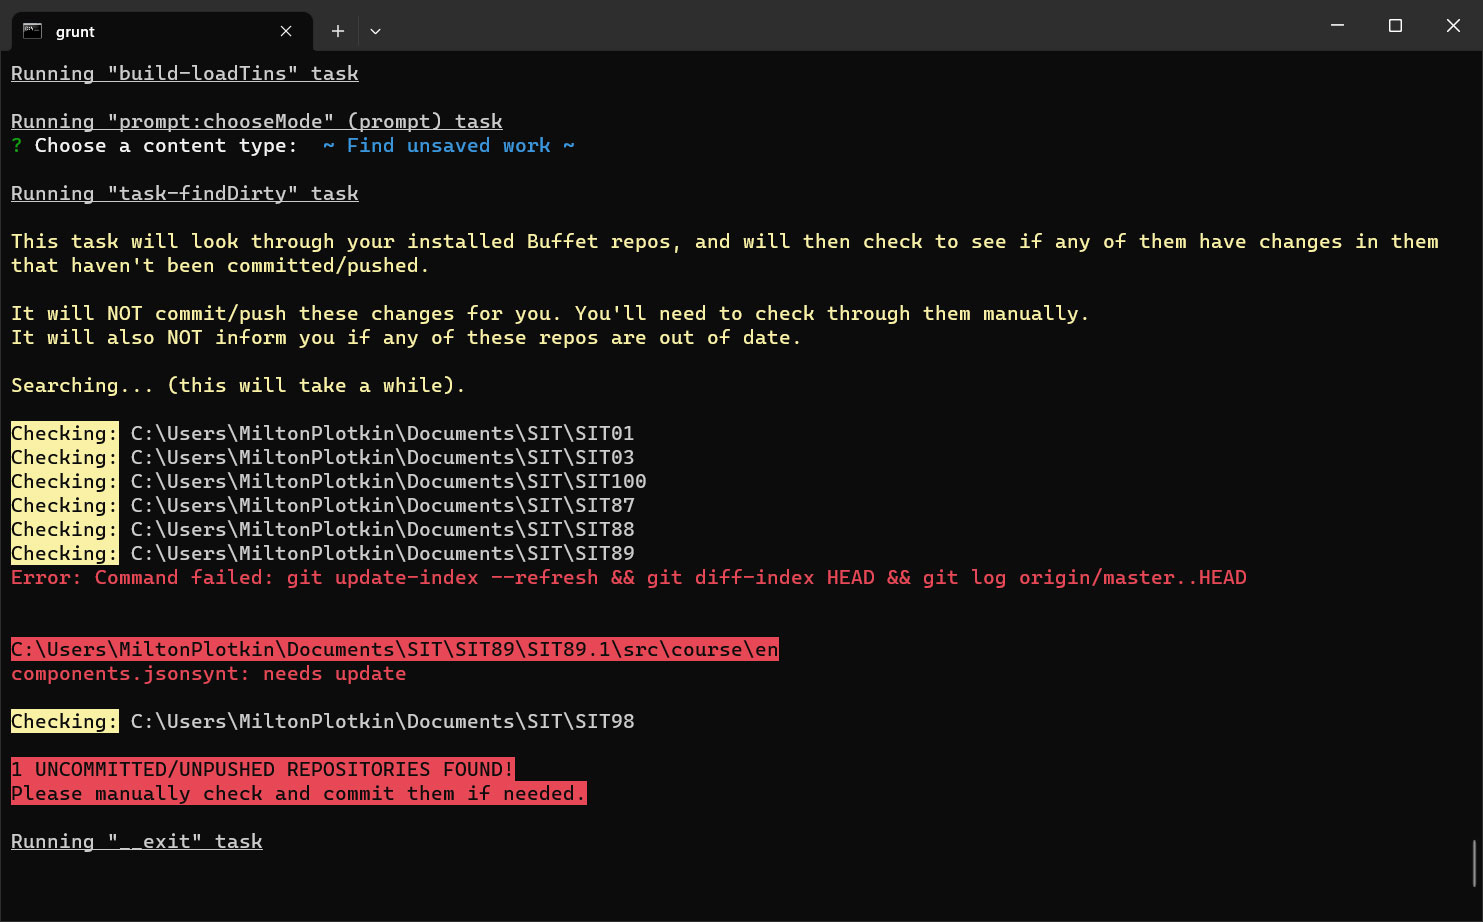 grunt
Running "build-loadTins" task
Running "prompt:chooseMode" (prompt) task
? Choose a content type:  ~ Find unsaved work ~
Running "task-findDirty" task
This task will look through your installed Buffet repos, and will then check to see if any of them have changes in them
that haven't been committed/pushed.
It will NOT commit/push these changes for you. You'll need to check through them manually.
It will also NOT inform you if any of these repos are out of date.
Searching... (this will take a while).
Checking: C:\Users\MiltonPlotkin\Documents\SIT\SIT01
Checking: C:\Users\MiltonPlotkin\Documents\SIT\SIT03
Checking: C:\Users\MiltonPlotkin\Documents\SIT\SIT100
Checking: C:\Users\MiltonPlotkin\Documents\SIT\SIT87
Checking: C:\Users\MiltonPlotkin\Documents\SIT\SIT88
Checking: C:\Users\MiltonPlotkin\Documents\SIT\SIT89
Error: Command failed: git update-index --refresh && git diff-index HEAD && git log origin/master..HEAD
C:\Users\MiltonPlotkin\Documents\SIT\SIT89\SIT89.1\src\course\en
components.jsonsynt: needs update
Checking: C:\Users\MiltonPlotkin\Documents\SIT\SIT98
1 UNCOMMITTED/UNPUSHED REPOSITORIES FOUND!
Please manually check and commit them if needed.
Running "__exit" task